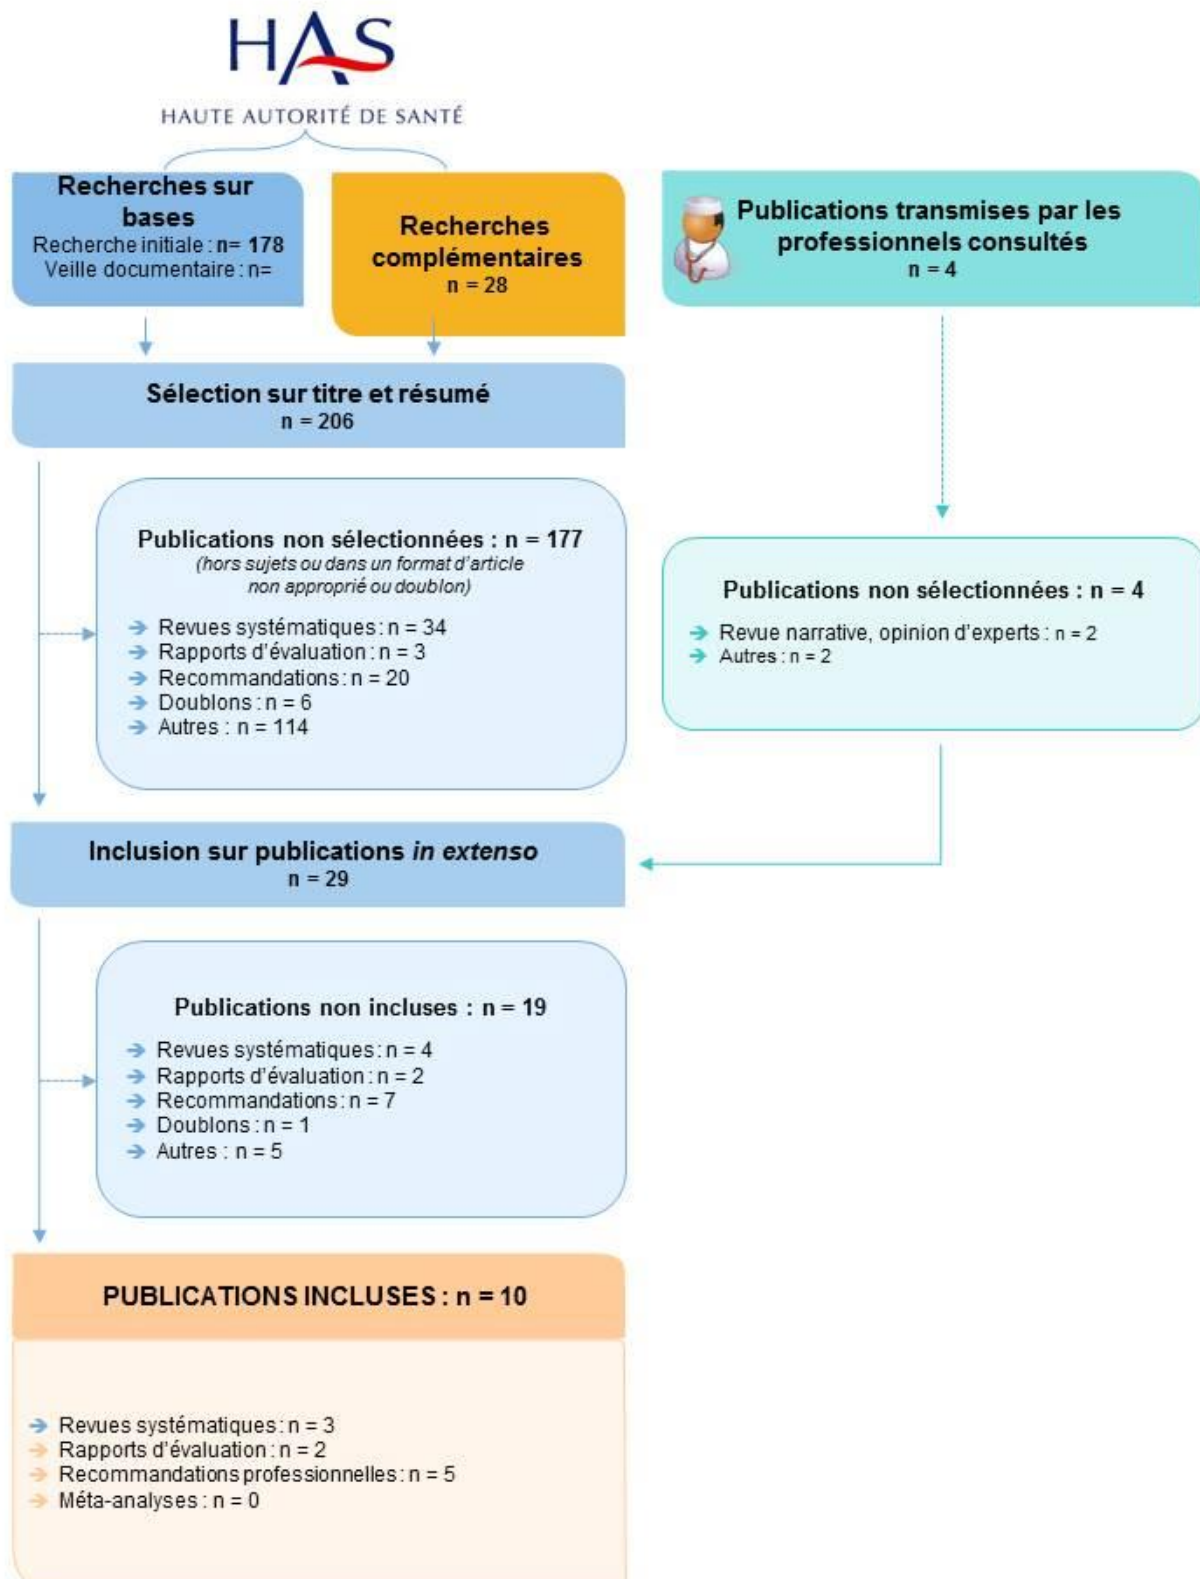 HAS
HAUTE AUTORITÉ DE SANTÉ
Recherches sur
bases
Recherche initiale : n= 178
Veille documentaire : n=
Recherches
complémentaires
n = 28
Publications transmises par les
professionnels consultés
n = 4
Sélection sur titre et résumé
n = 206
Publications non sélectionnées : n = 177
(hors sujets ou dans un format d'article
non approprié ou doublon)
Revues systématiques : n = 34
Rapports d'évaluation : n = 3
Recommandations : n = 20
Doublons : n = 6
Autres : n = 114
Publications non sélectionnées : n = 4
Revue narrative, opinion d'experts : n = 2
Autres : n = 2
Inclusion sur publications in extenso
n = 29
Publications non incluses : n = 19
Revues systématiques : n = 4
Rapports d'évaluation : n = 2
Recommandations : n = 7
Doublons : n = 1
Autres : n = 5
PUBLICATIONS INCLUSES : n = 10
Revues systématiques : n = 3
Rapports d'évaluation : n = 2
Recommandations professionnelles : n = 5
Méta-analyses : n = 0